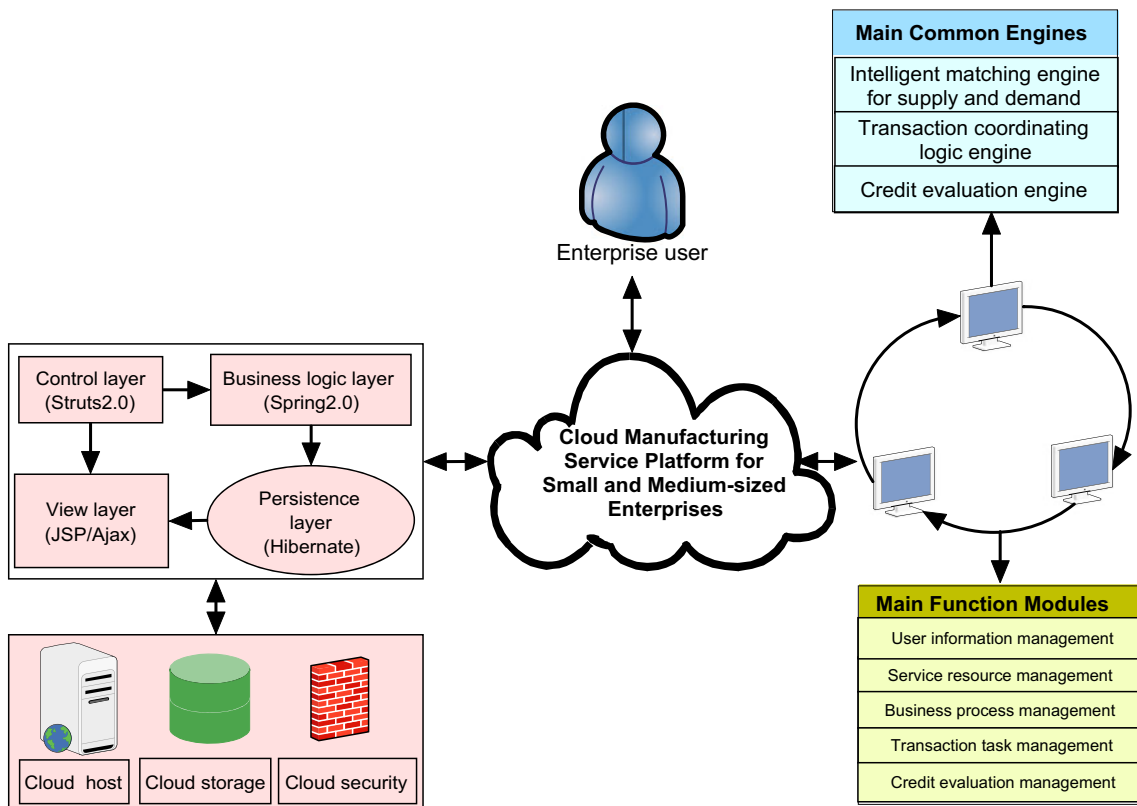 Main Common Engines
Intelligent matching engine
for supply and demand
Transaction coordinating
logic engine
Credit evaluation engine
Enterprise user
Control layer
(Struts2.0)
Business logic layer
(Spring2.0)
View layer
(JSP/Ajax)
Persistence
layer
(Hibernate)
Cloud Manufacturing
Service Platform for
Small and Medium-sized
Enterprises
Cloud host
Cloud storage
Cloud security
Main Function Modules
User information management
Service resource management
Business process management
Transaction task management
Credit evaluation management